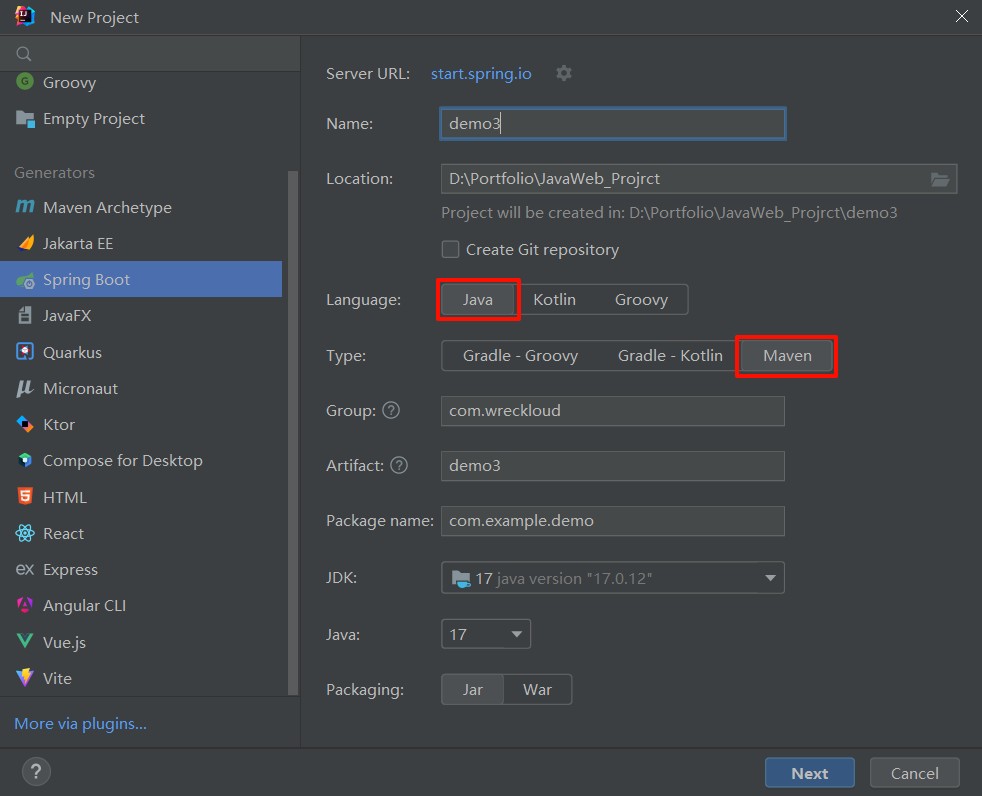 New Project
Groovy
Empty Project
Generators
Maven Archetype
Jakarta EE
Spring Boot
JavaFX
Quarkus
Micronaut
Ktor
Compose for Desktop
HTML
React
Express
Angular CLI
Vue.js
Vite
More via plugins...
Server URL: start.spring.io
Name: demo3
Location: D:\Portfolio\JavaWeb_Projrct
Project will be created in: D:\Portfolio\JavaWeb_Projrct\demo3
Create Git repository
Language: Java Kotlin Groovy
Type: Gradle - Groovy Gradle - Kotlin Maven
Group: com.wreckloud
Artifact: demo3
Package name: com.example.demo
JDK: 17 java version "17.0.12"
Java: 17
Packaging: Jar War
? Next Cancel